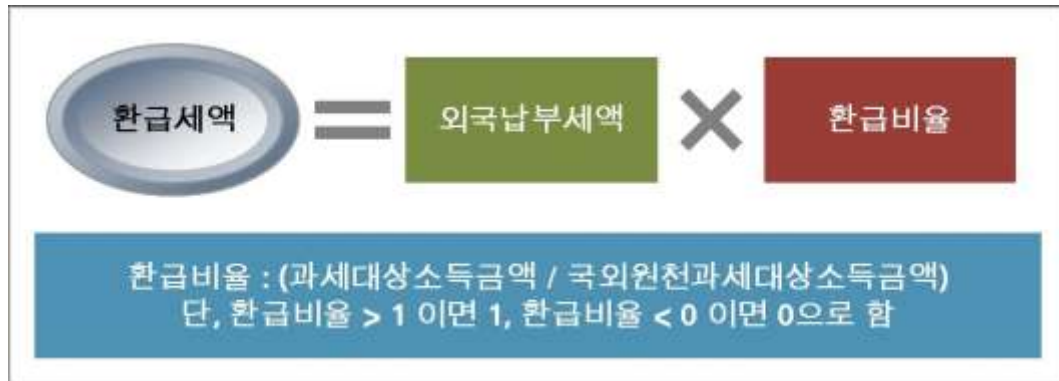 환급세액 = 외국납부세액 × 환급비율
환급비율 : (과세대상소득금액 / 국외원천과세대상소득금액)
단, 환급비율 > 1 이면 1, 환급비율 < 0 이면 0으로 함